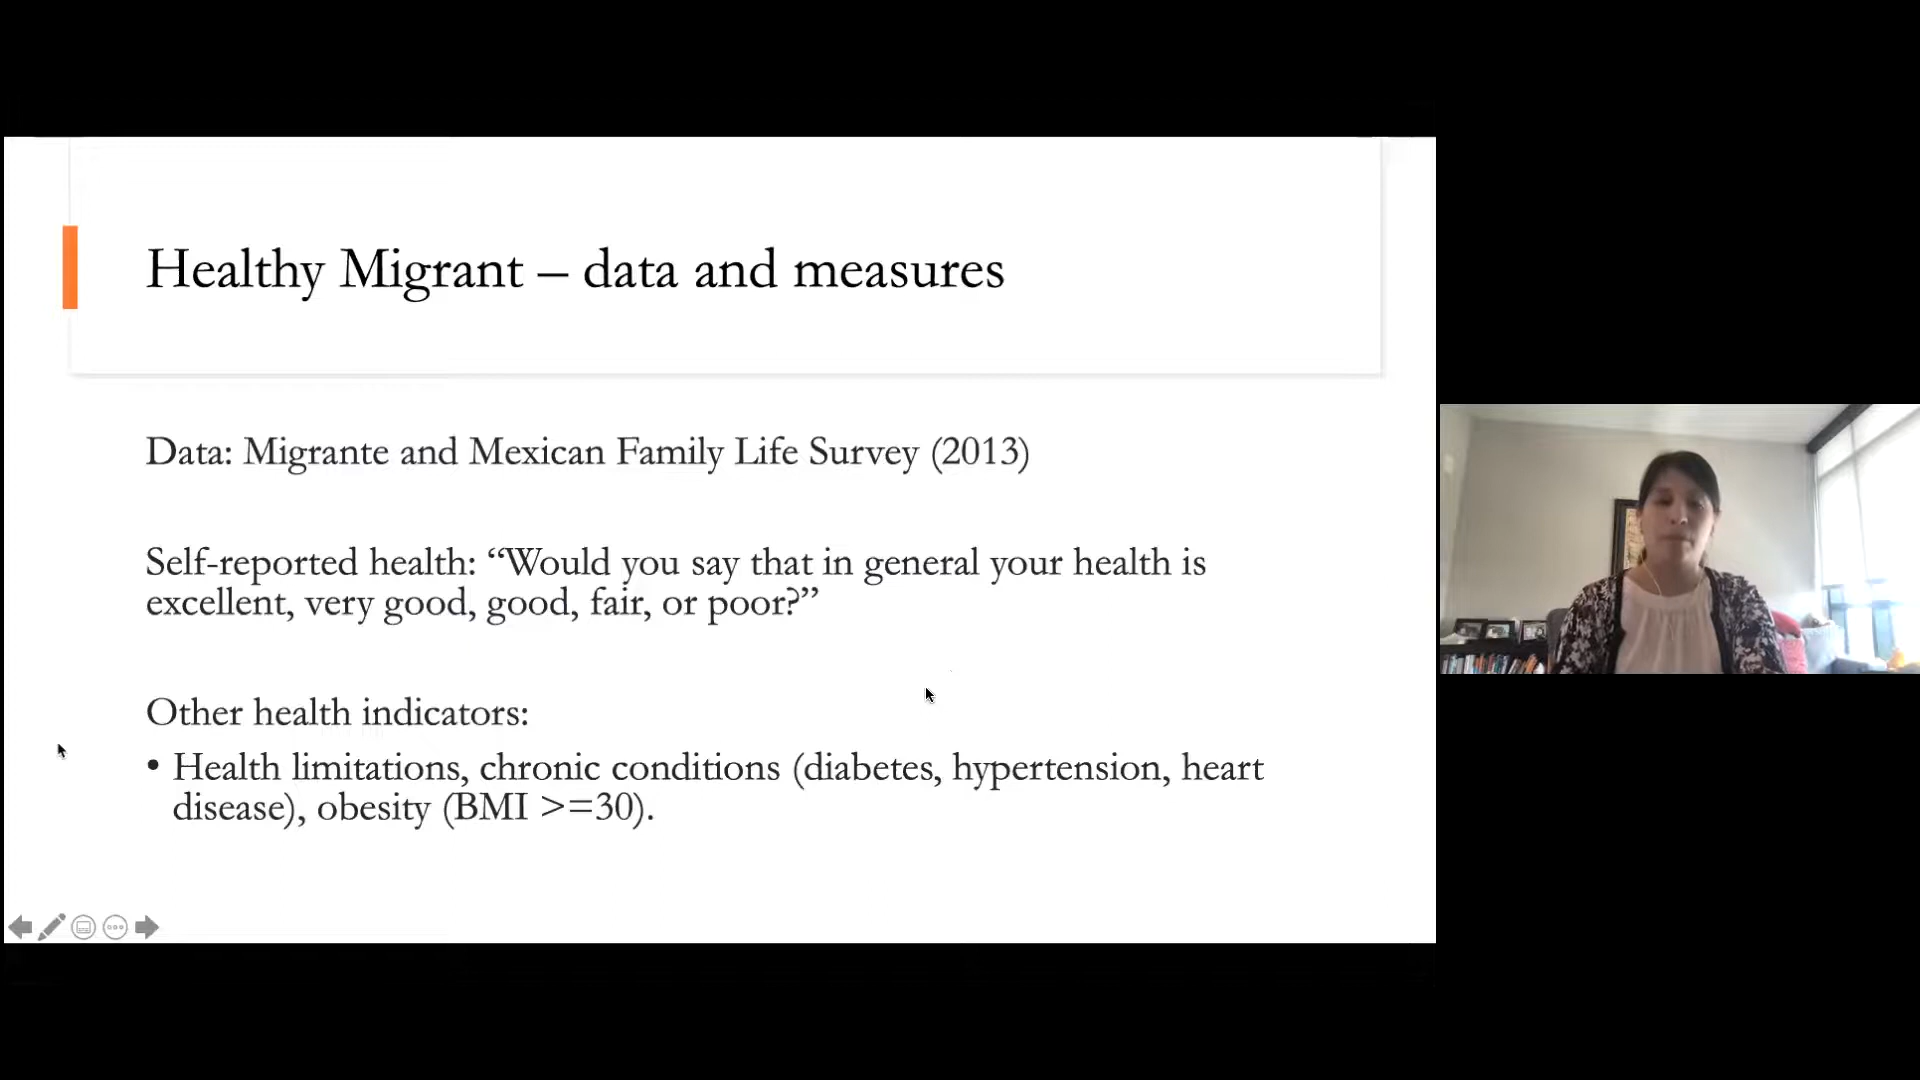 Healthy Migrant – data and measures
Data: Migrante and Mexican Family Life Survey (2013)
Self-reported health: “Would you say that in general your health is
excellent, very good, good, fair, or poor?”
Other health indicators:
• Health limitations, chronic conditions (diabetes, hypertension, heart
disease), obesity (BMI >=30).